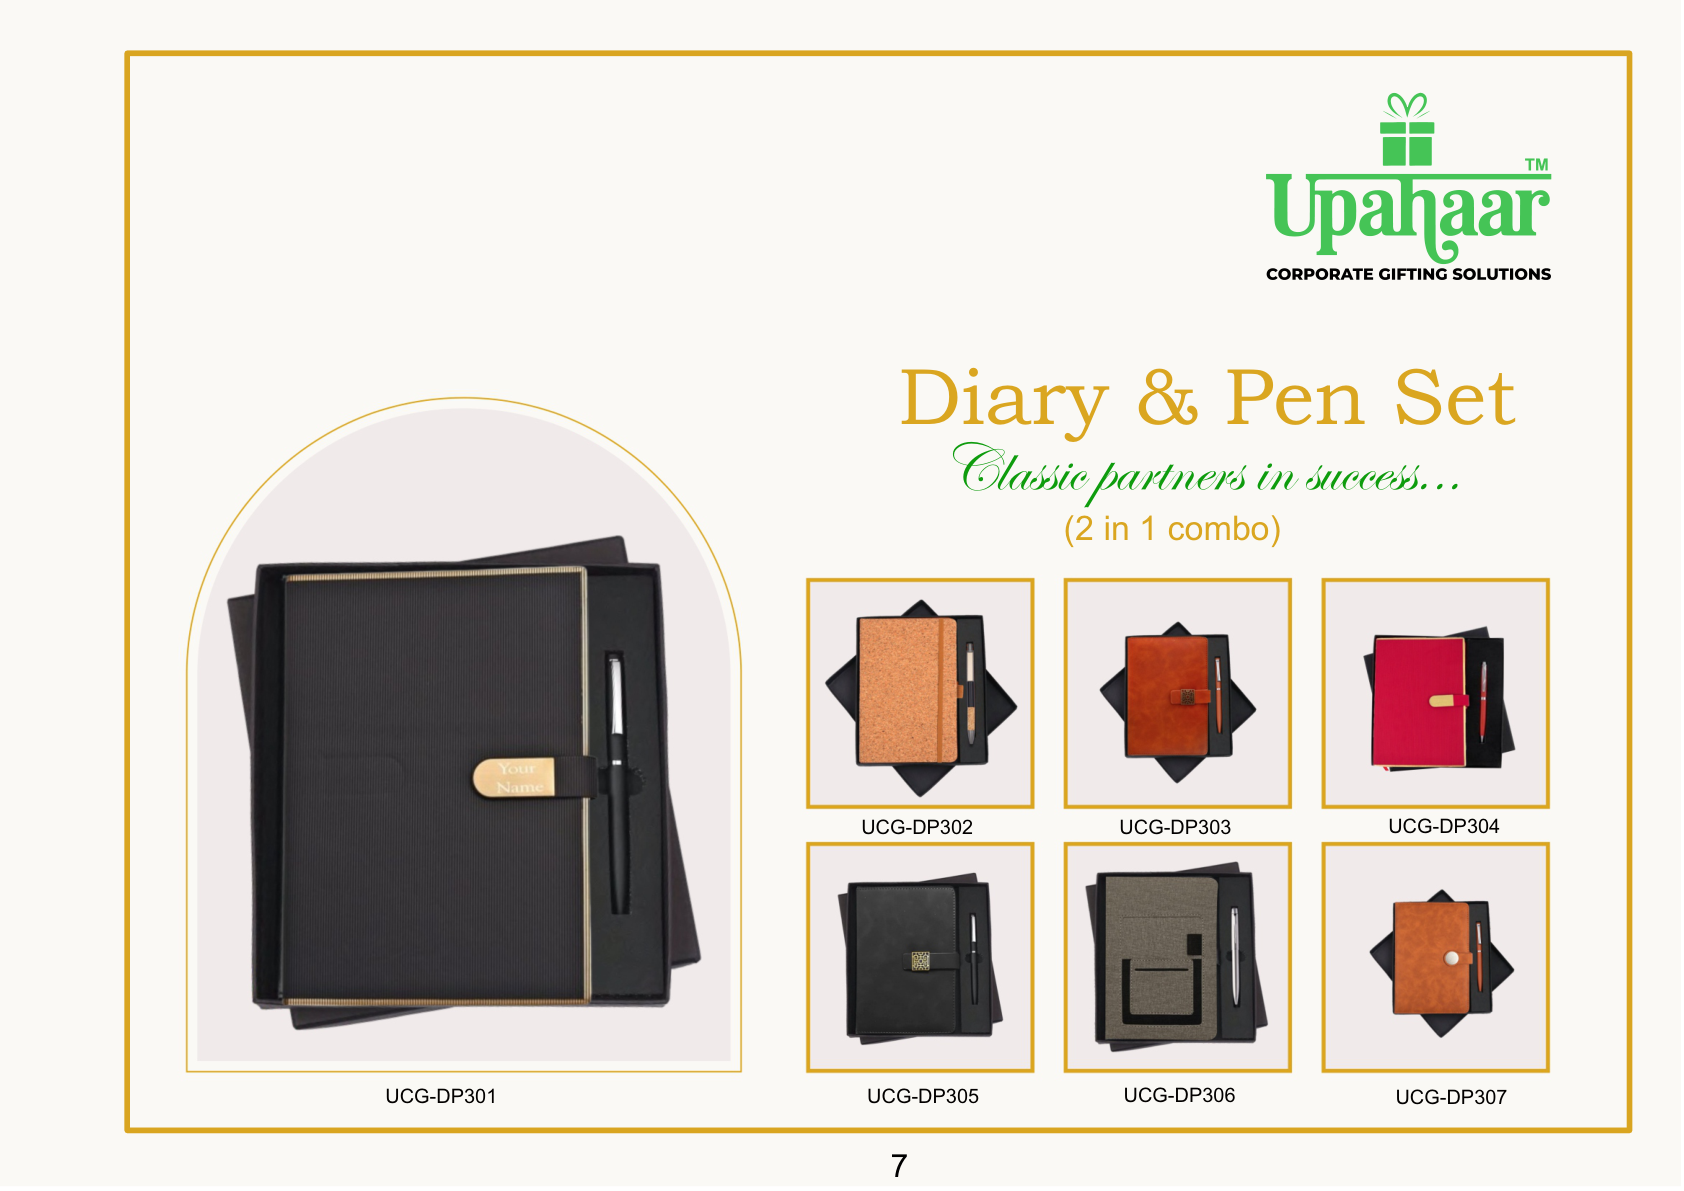 TM
Upahaar
CORPORATE GIFTING SOLUTIONS
Diary & Pen Set
Classic partners in success...
(2 in 1 combo)
Your
Name
UCG-DP301
UCG-DP302
UCG-DP303
UCG-DP304
UCG-DP305
UCG-DP306
UCG-DP307
7